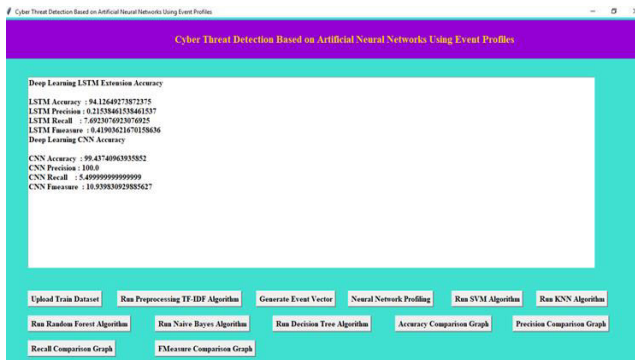 Cyber Threat Detection Based on Artificial Neural Networks Using Event Profiles
Cyber Threat Detection Based on Artificial Neural Networks Using Event Profiles
Deep Learning LSTM Extension Accuracy
LSTM Accuracy : 94.12649273872375
LSTM Precision : 0.21538461538461537
LSTM Recall : 7.6923076923076925
LSTM Fmeasure : 0.41903621670158636
Deep Learning CNN Accuracy
CNN Accuracy : 99.43740963935852
CNN Precision : 100.0
CNN Recall : 5.499999999999999
CNN Fmeasure : 10.939830929885627
Upload Train Dataset Run Preprocessing TF-IDF Algorithm Generate Event Vector Neural Network Profiling Run SVM Algorithm Run KNN Algorithm
Run Random Forest Algorithm Run Naive Bayes Algorithm Run Decision Tree Algorithm Accuracy Comparison Graph Precision Comparison Graph
Recall Comparison Graph FMeasure Comparison Graph